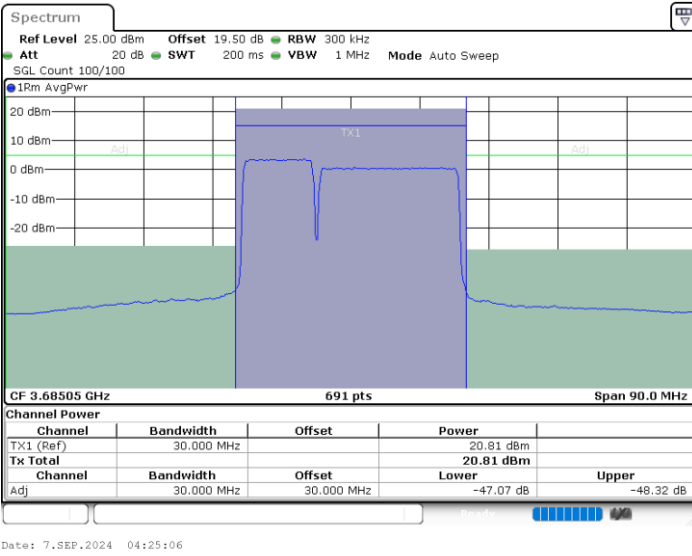 Spectrum
Ref Level 25.00 dBm Offset 19.50 dB RBW 300 kHz
Att 20 dB SWT 200 ms VBW 1 MHz Mode Auto Sweep
SGL Count 100/100
1Rm AvgPwr
20 dBm
TX1
10 dBm
Adj Adj
0 dBm
-10 dBm
-20 dBm
CF 3.68505 GHz 691 pts Span 90.0 MHz
Channel Power
Channel Bandwidth Offset Power
TX1 (Ref) 30.000 MHz 20.81 dBm
Tx Total 20.81 dBm
Channel Bandwidth Offset Lower Upper
Adj 30.000 MHz 30.000 MHz -47.07 dB -48.32 dB
Ready
Date: 7.SEP.2024 04:25:06